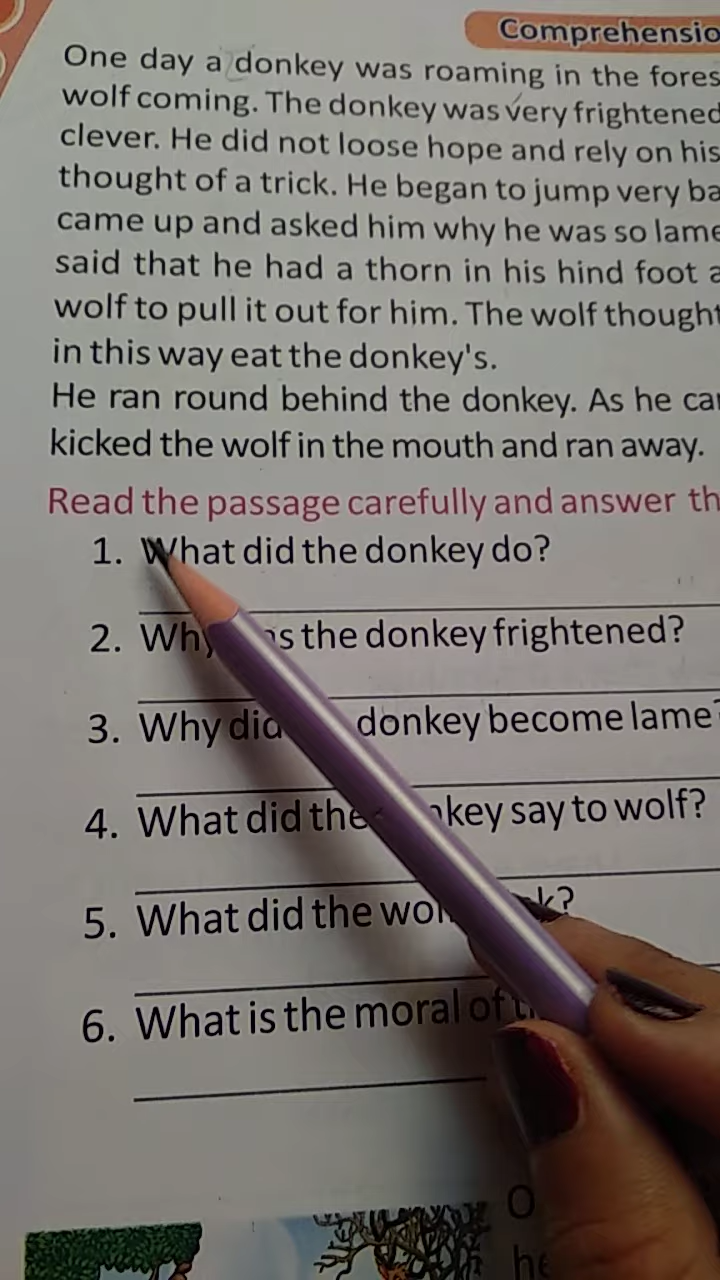 Comprehensio
One day a donkey was roaming in the fores
wolf coming. The donkey was very frightened
clever. He did not loose hope and rely on his
thought of a trick. He began to jump very ba
came up and asked him why he was so lame
said that he had a thorn in his hind foot a
wolf to pull it out for him. The wolf thought
in this way eat the donkey's.
He ran round behind the donkey. As he ca
kicked the wolf in the mouth and ran away.
Read the passage carefully and answer th
1. What did the donkey do?
2. Why the donkey frightened?
3. Why did donkey become lame?
4. What did the donkey say to wolf?
5. What did the wol k?
6. What is the moral of
O
he